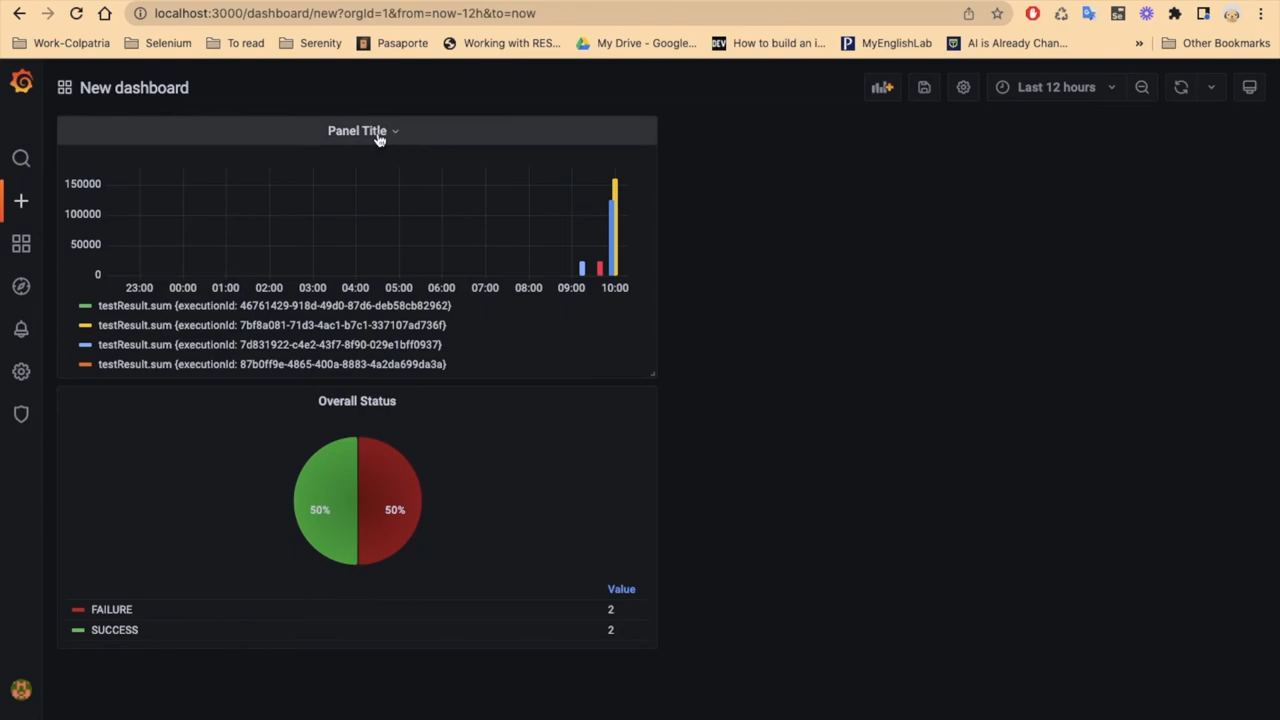 localhost:3000/dashboard/new?orgId=1&from=now-12h&to=now
Work-Colpatria Selenium To read Serenity Pasaporte Working with RES... My Drive - Google... DEV How to build an i... MyEnglishLab AI is Already Chan... » Other Bookmarks
New dashboard
Last 12 hours
Panel Title
150000
100000
50000
0
23:00 00:00 01:00 02:00 03:00 04:00 05:00 06:00 07:00 08:00 09:00 10:00
testResult.sum {executionId: 46761429-918d-49d0-87d6-deb58cb82962}
testResult.sum {executionId: 7bf8a081-71d3-4ac1-b7c1-337107ad736f}
testResult.sum {executionId: 7d831922-c4e2-43f7-8f90-029e1bff0937}
testResult.sum {executionId: 87b0ff9e-4865-400a-8883-4a2da699da3a}
Overall Status
50% 50%
Value
FAILURE 2
SUCCESS 2